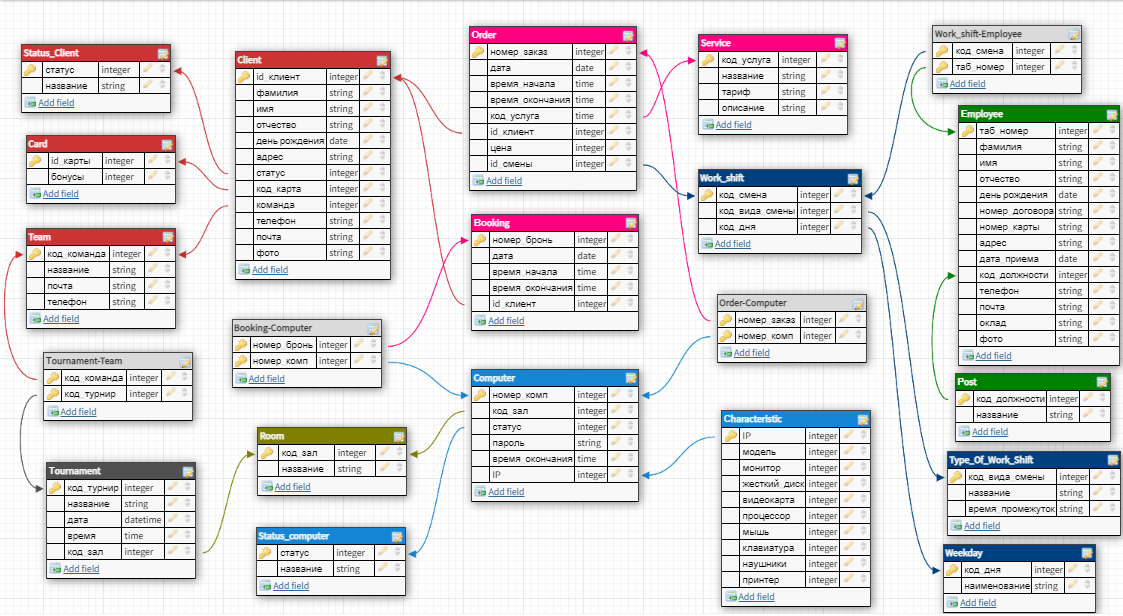 Status_Client
статус integer
название string
Add field
Card
id_карты integer
бонусы integer
Add field
Team
код_команда integer
название string
почта string
телефон string
Add field
Tournament-Team
код_команда integer
код_турнир integer
Add field
Tournament
код_турнир integer
название string
дата datetime
время time
код_зал integer
Add field
Client
id_клиент integer
фамилия string
имя string
отчество string
день рождения date
адрес string
статус integer
код_карта integer
команда integer
телефон string
почта string
фото string
Add field
Booking-Computer
номер_бронь integer
номер_комп integer
Add field
Room
код_зал integer
название string
Add field
Status_computer
статус integer
название string
Add field
Order
номер_заказ integer
дата date
время_начала time
время_окончания time
код_услуга time
id_клиент integer
цена integer
id_смены integer
Add field
Booking
номер_бронь integer
дата date
время_начала time
время_окончания time
id_клиент integer
Add field
Computer
номер_комп integer
код_зал integer
статус integer
пароль string
время_окончания time
IP integer
Add field
Service
код_услуга integer
название string
тариф string
описание string
Add field
Work_shift
код_смена integer
код_вида_смены integer
код_дня integer
Add field
Order-Computer
номер_заказ integer
номер_комп integer
Add field
Characteristic
IP integer
модель integer
монитор integer
жесткий_диск integer
видеокарта integer
процессор integer
мышь integer
клавиатура integer
наушники integer
принтер integer
Add field
Work_shift-Employee
код_смена integer
таб_номер integer
Add field
Employee
таб_номер integer
фамилия string
имя string
отчество string
день рождения date
номер_договора string
номер_карты string
адрес string
дата_приема date
код_должности integer
телефон string
почта string
оклад string
фото string
Add field
Post
код_должности integer
название string
Add field
Type_Of_Work_Shift
код_вида_смены integer
название string
время_промежуток string
Add field
Weekday
код_дня integer
наименование string
Add field